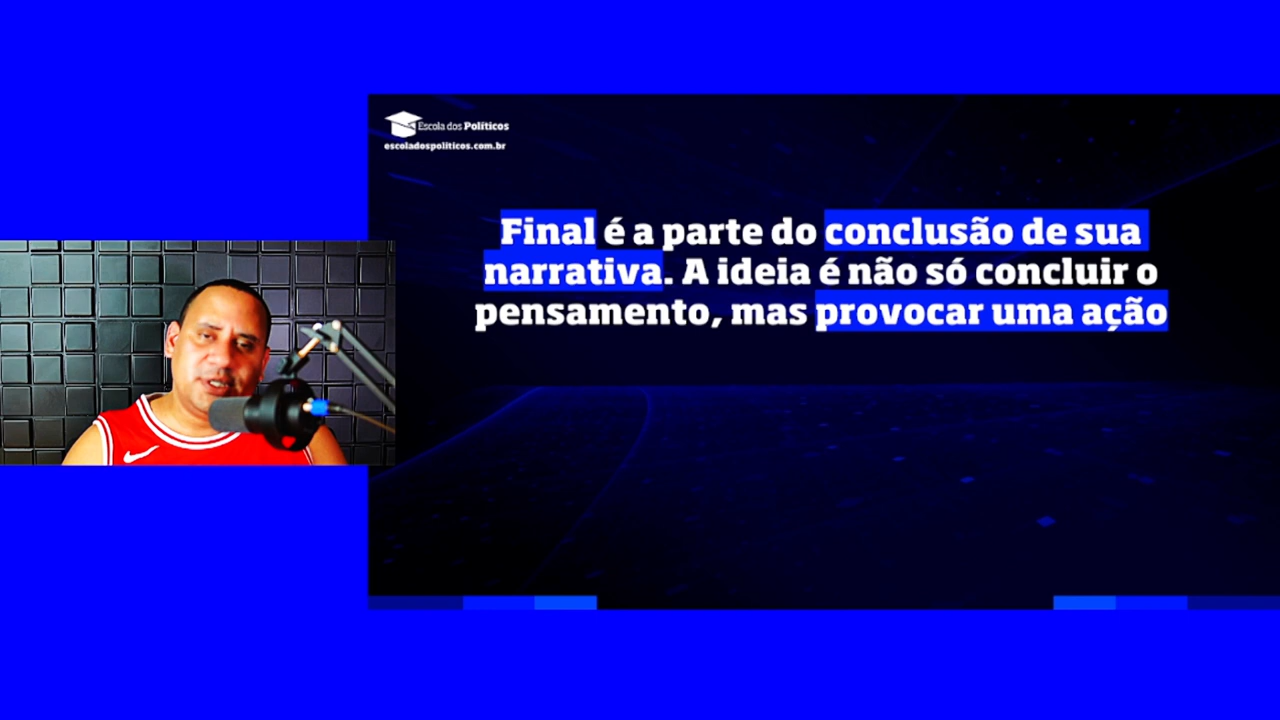 Escola dos Políticos
escoladospoliticos.com.br
Final é a parte do conclusão de sua
narrativa. A ideia é não só concluir o
pensamento, mas provocar uma ação